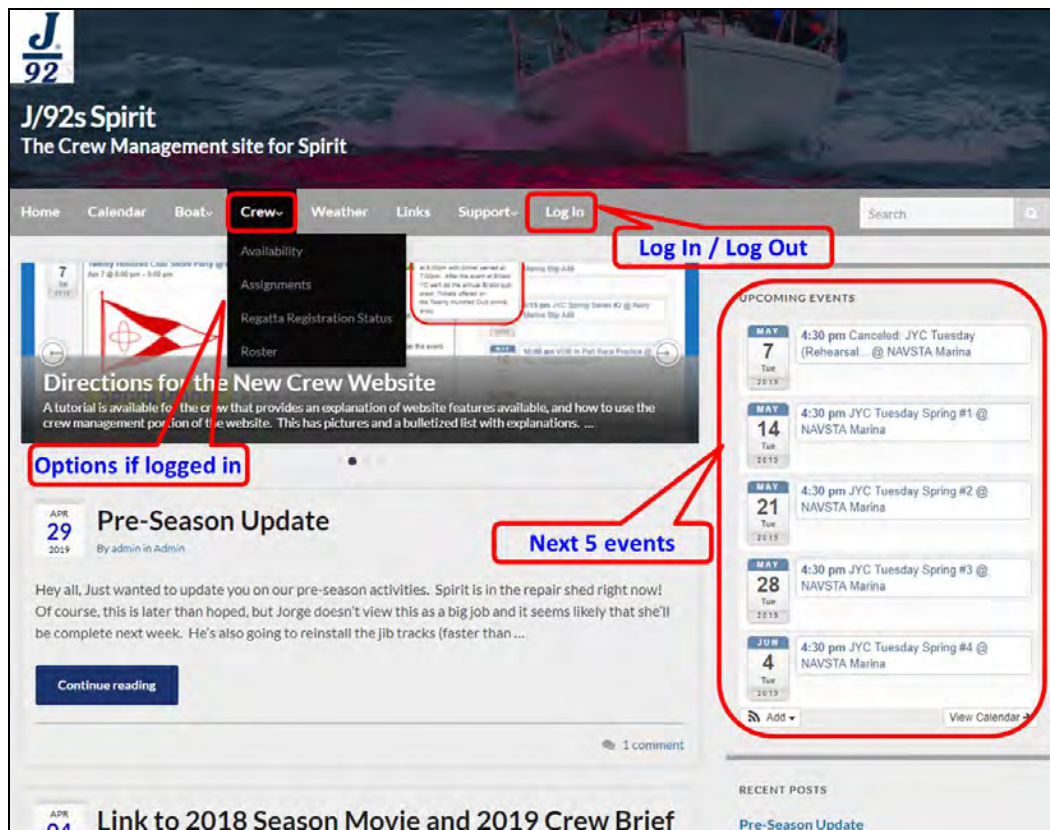 J
92
J/92s Spirit
The Crew Management site for Spirit
Home Calendar Boat Crew Weather Links Support Log In Search
Log In / Log Out
Availability
Assignments
Regatta Registration Status
Roster
7
Directions for the New Crew Website
A tutorial is available for the crew that provides an explanation of website features available, and how to use the
crew management portion of the website. This has pictures and a bulletized list with explanations. ...
Options if logged in
APR
29
2019
Pre-Season Update
By admin in Admin
Hey all, Just wanted to update you on our pre-season activities. Spirit is in the repair shed right now!
Of course, this is later than hoped, but Jorge doesn't view this as a big job and it seems likely that she'll
be complete next week. He's also going to reinstall the jib tracks (faster than ...
Continue reading
1 comment
APR
Link to 2018 Season Movie and 2019 Crew Brief
UPCOMING EVENTS
MAY
7
Tue
2019
4:30 pm Canceled: JYC Tuesday
(Rehearsal... @ NAVSTA Marina
MAY
14
Tue
2019
4:30 pm JYC Tuesday Spring #1 @
NAVSTA Marina
MAY
21
Tue
2019
4:30 pm JYC Tuesday Spring #2 @
NAVSTA Marina
MAY
28
Tue
2019
4:30 pm JYC Tuesday Spring #3 @
NAVSTA Marina
JUN
4
Tue
2019
4:30 pm JYC Tuesday Spring #4 @
NAVSTA Marina
Next 5 events
Add
View Calendar
RECENT POSTS
Pre-Season Update